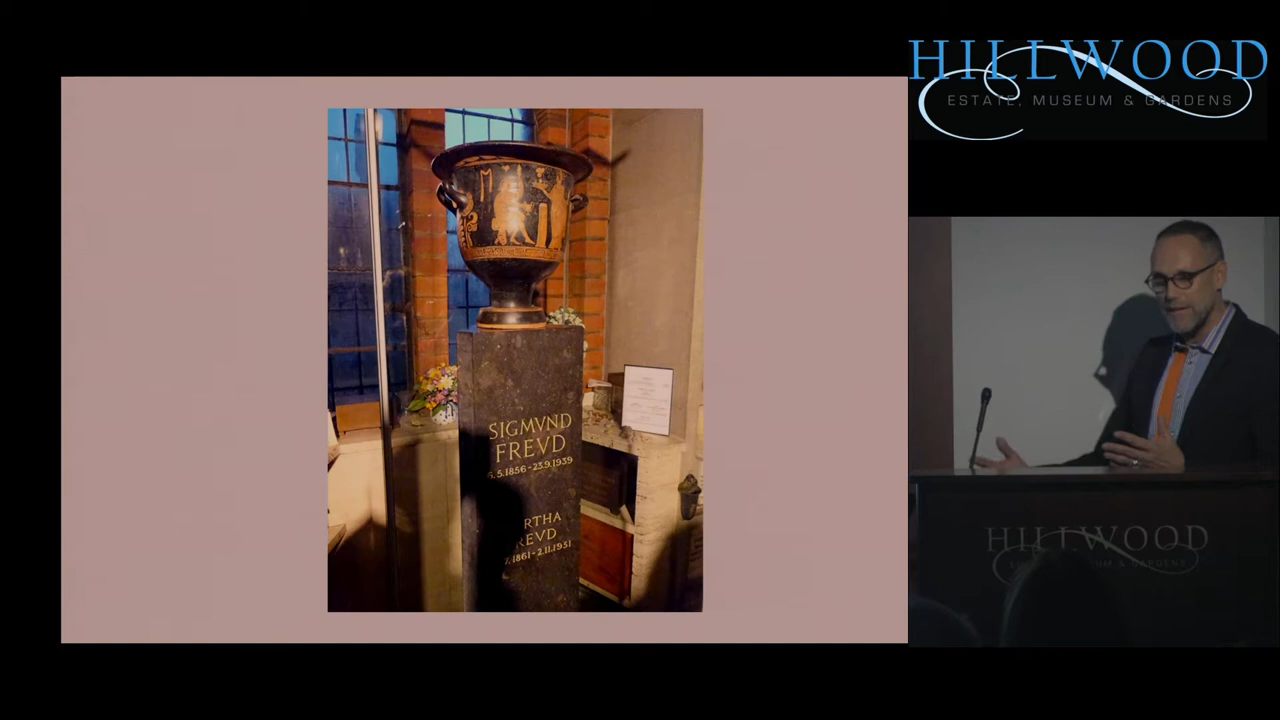 HILLWOOD
ESTATE, MUSEUM & GARDENS
SIGMVND
FREVD
6.5.1856-23.9.1939
RTHA
REVD
1861-2.11.1951
HILLWOOD